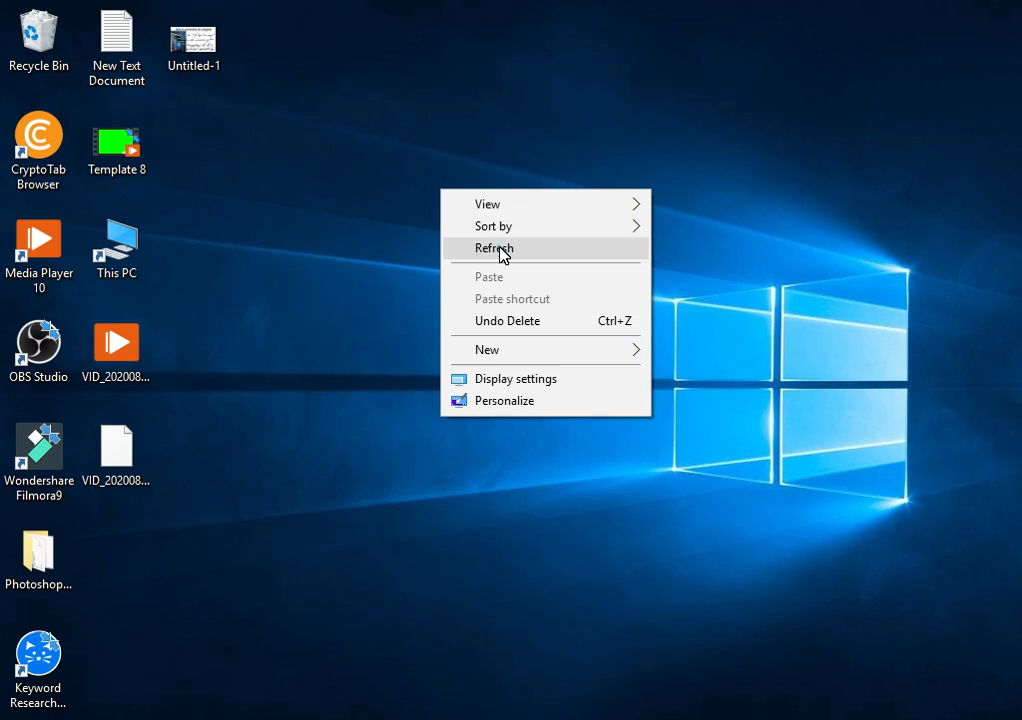 Recycle Bin
New Text
Document
Untitled-1
CryptoTab
Browser
Template 8
Media Player
10
This PC
OBS Studio
VID_202008...
Wondershare
Filmora9
VID_202008...
Photoshop...
Keyword
Research...
View
Sort by
Refresh
Paste
Paste shortcut
Undo Delete Ctrl+Z
New
Display settings
Personalize